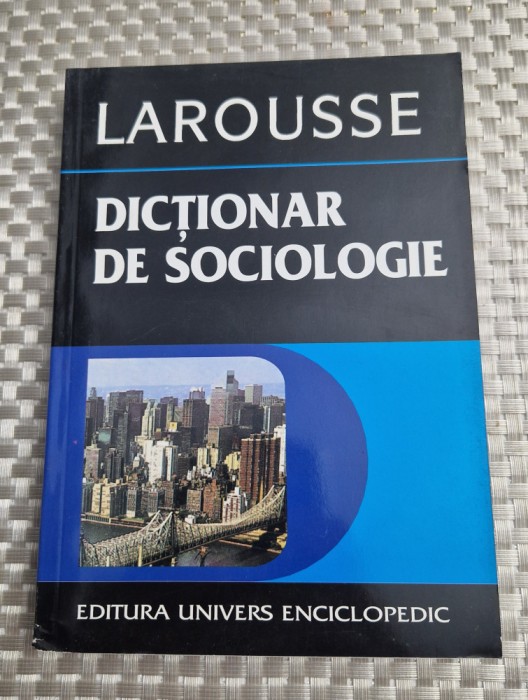 LAROUSSE
DICȚIONAR
DE SOCIOLOGIE
EDITURA UNIVERS ENCICLOPEDIC